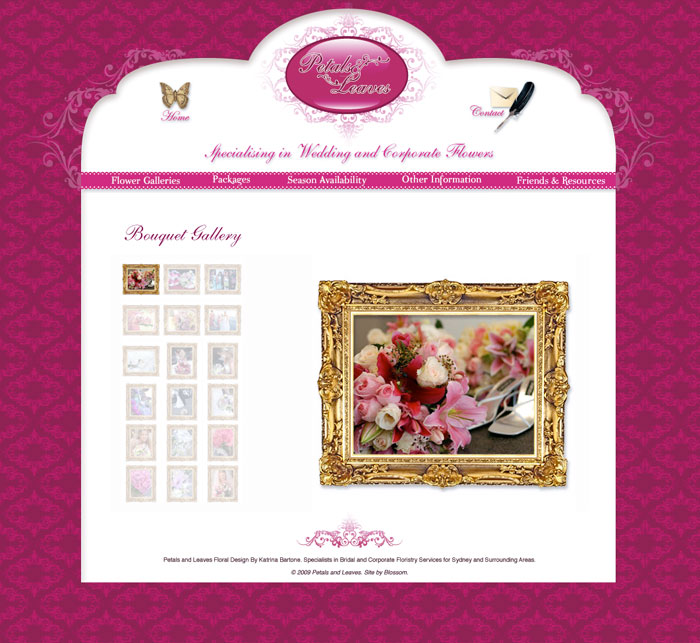 Petals &
Leaves
Home
Contact
Specialising in Wedding and Corporate Flowers
Flower Galleries Packages Season Availability Other Information Friends & Resources
Bouquet Gallery
Petals and Leaves Floral Design By Katrina Bartone. Specialists in Bridal and Corporate Floristry Services for Sydney and Surrounding Areas.
© 2009 Petals and Leaves. Site by Blossom.